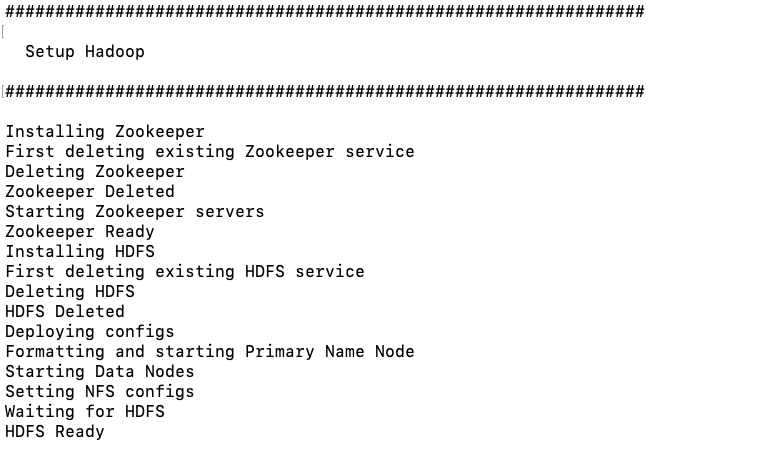 ################################################################
Setup Hadoop
################################################################
Installing Zookeeper
First deleting existing Zookeeper service
Deleting Zookeeper
Zookeeper Deleted
Starting Zookeeper servers
Zookeeper Ready
Installing HDFS
First deleting existing HDFS service
Deleting HDFS
HDFS Deleted
Deploying configs
Formatting and starting Primary Name Node
Starting Data Nodes
Setting NFS configs
Waiting for HDFS
HDFS Ready